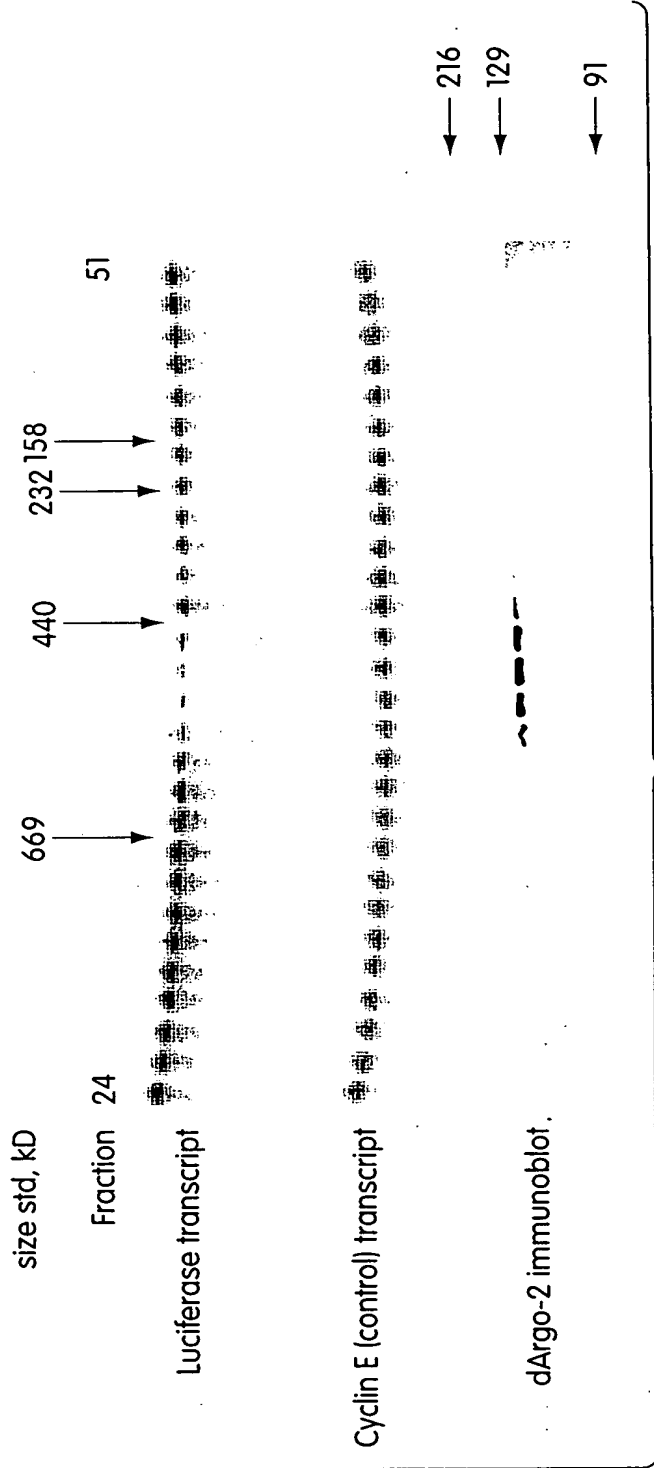 size std, kD
669
440
232
158
Fraction
24
51
Luciferase transcript
Cyclin E (control) transcript
216
129
91
dArgo-2 immunoblot